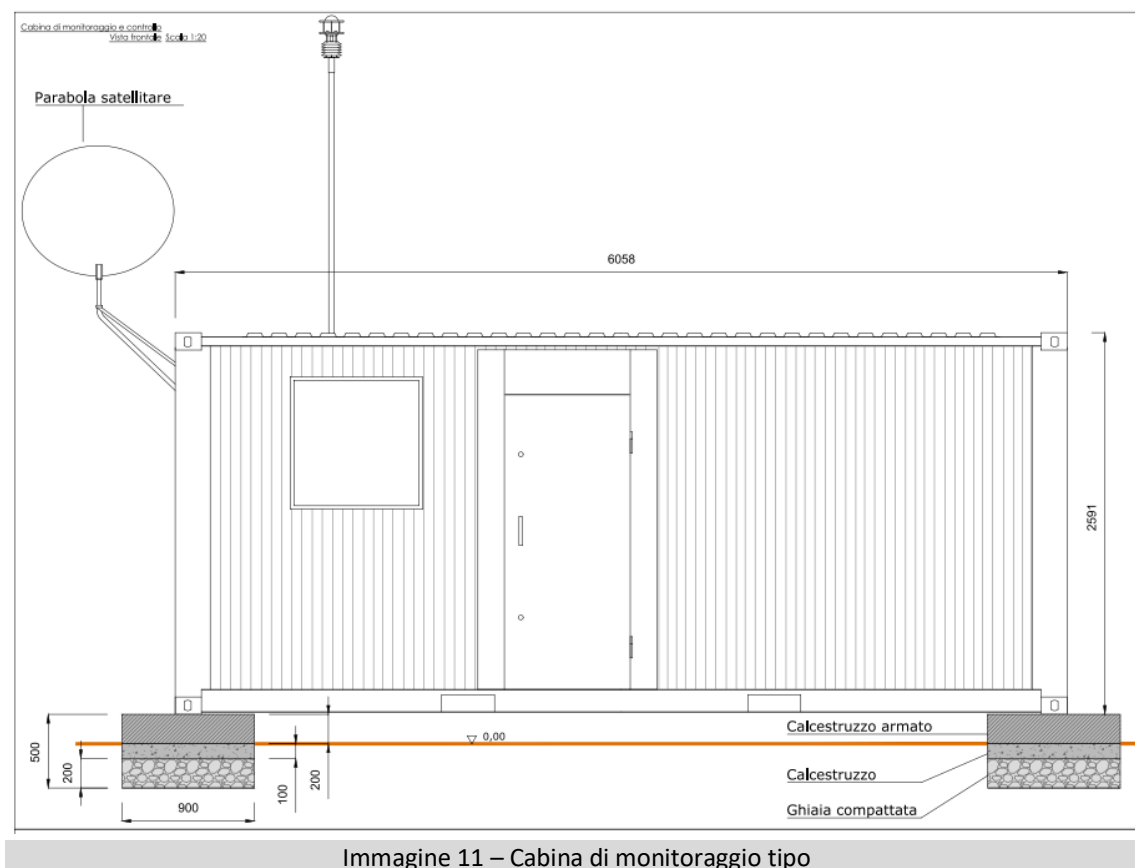 Cabina di monitoraggio e controllo
Vista frontale Scala 1:20
Parabola satellitare
6058
2591
0,00
Calcestruzzo armato
500
200
100
200
Calcestruzzo
900
Ghiaia compattata
Immagine 11 – Cabina di monitoraggio tipo